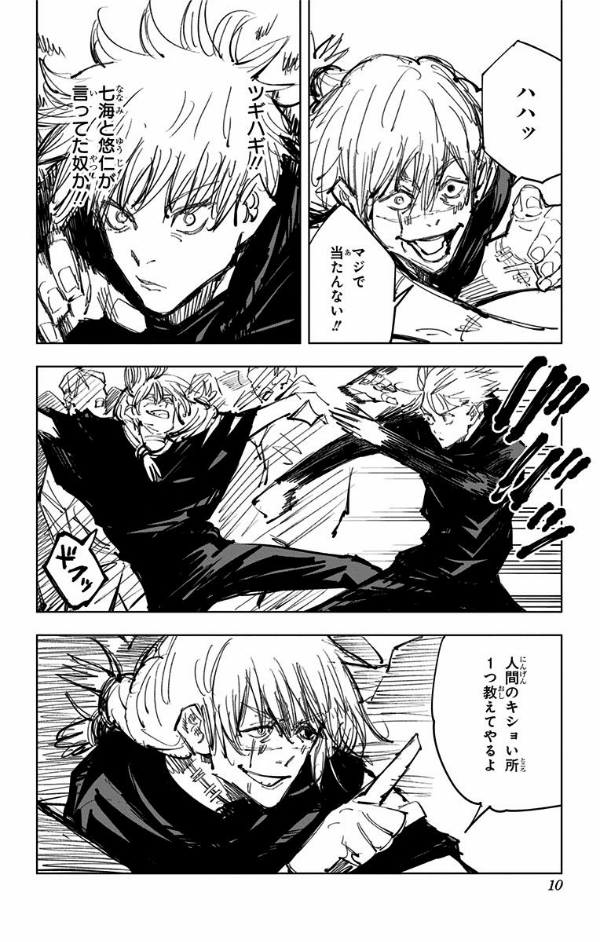 ハハッ
マジで
当たんない!!
ツギハギ!!
七海と悠仁が
言ってた奴か!!
ドフッ
人間のキショい所
1つ教えてやるよ
10